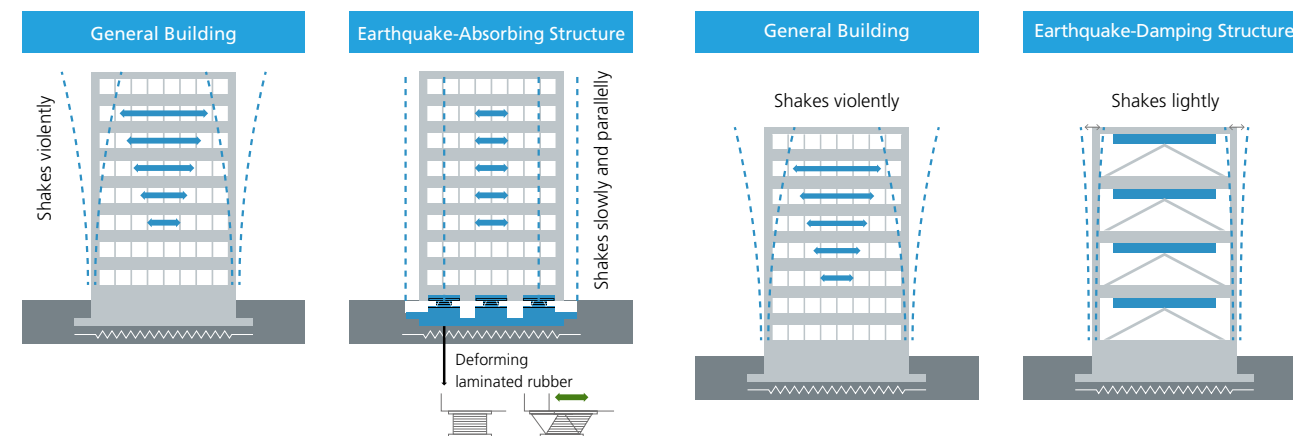 General Building
Earthquake-Absorbing Structure
General Building
Earthquake-Damping Structure
Shakes violently
Shakes slowly and parallelly
Shakes violently
Shakes lightly
Deforming
laminated rubber